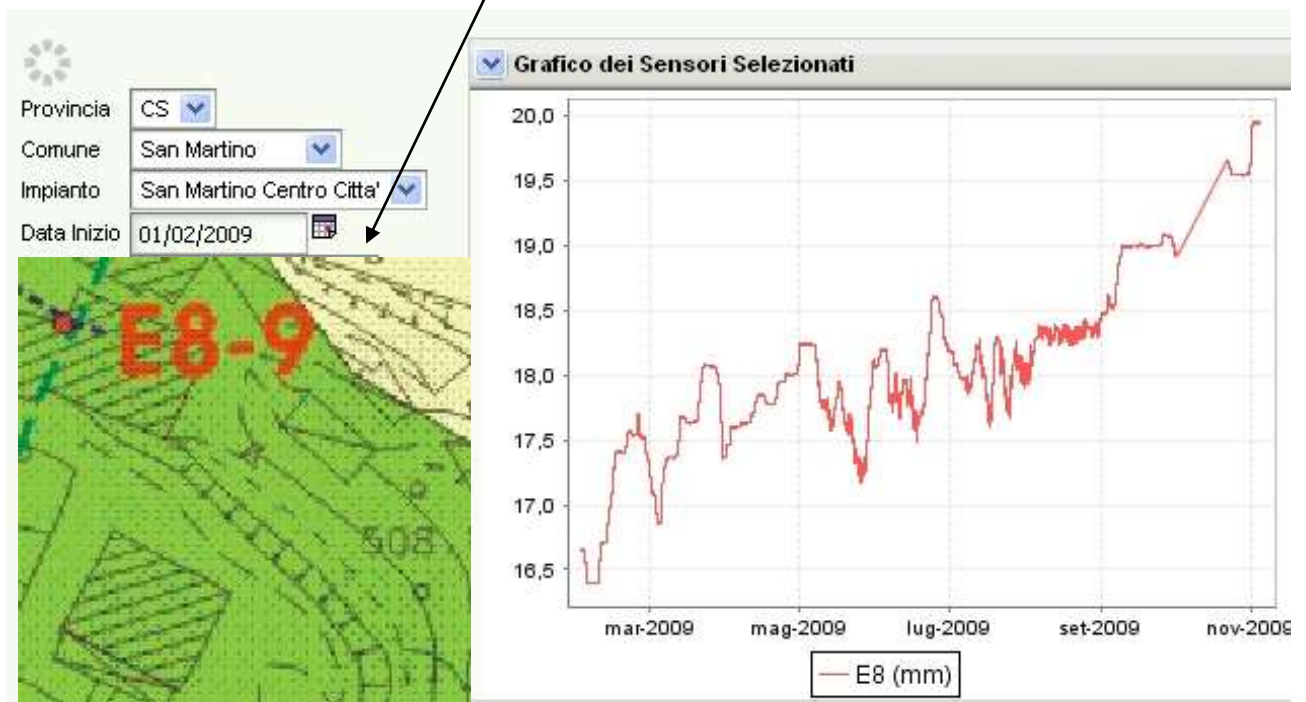 Provincia CS
Comune San Martino
Impianto San Martino Centro Citta'
Data Inizio 01/02/2009
E8-9
508
Grafico dei Sensori Selezionati
20,0
19,5
19,0
18,5
18,0
17,5
17,0
16,5
mar-2009 mag-2009 lug-2009 set-2009 nov-2009
E8 (mm)